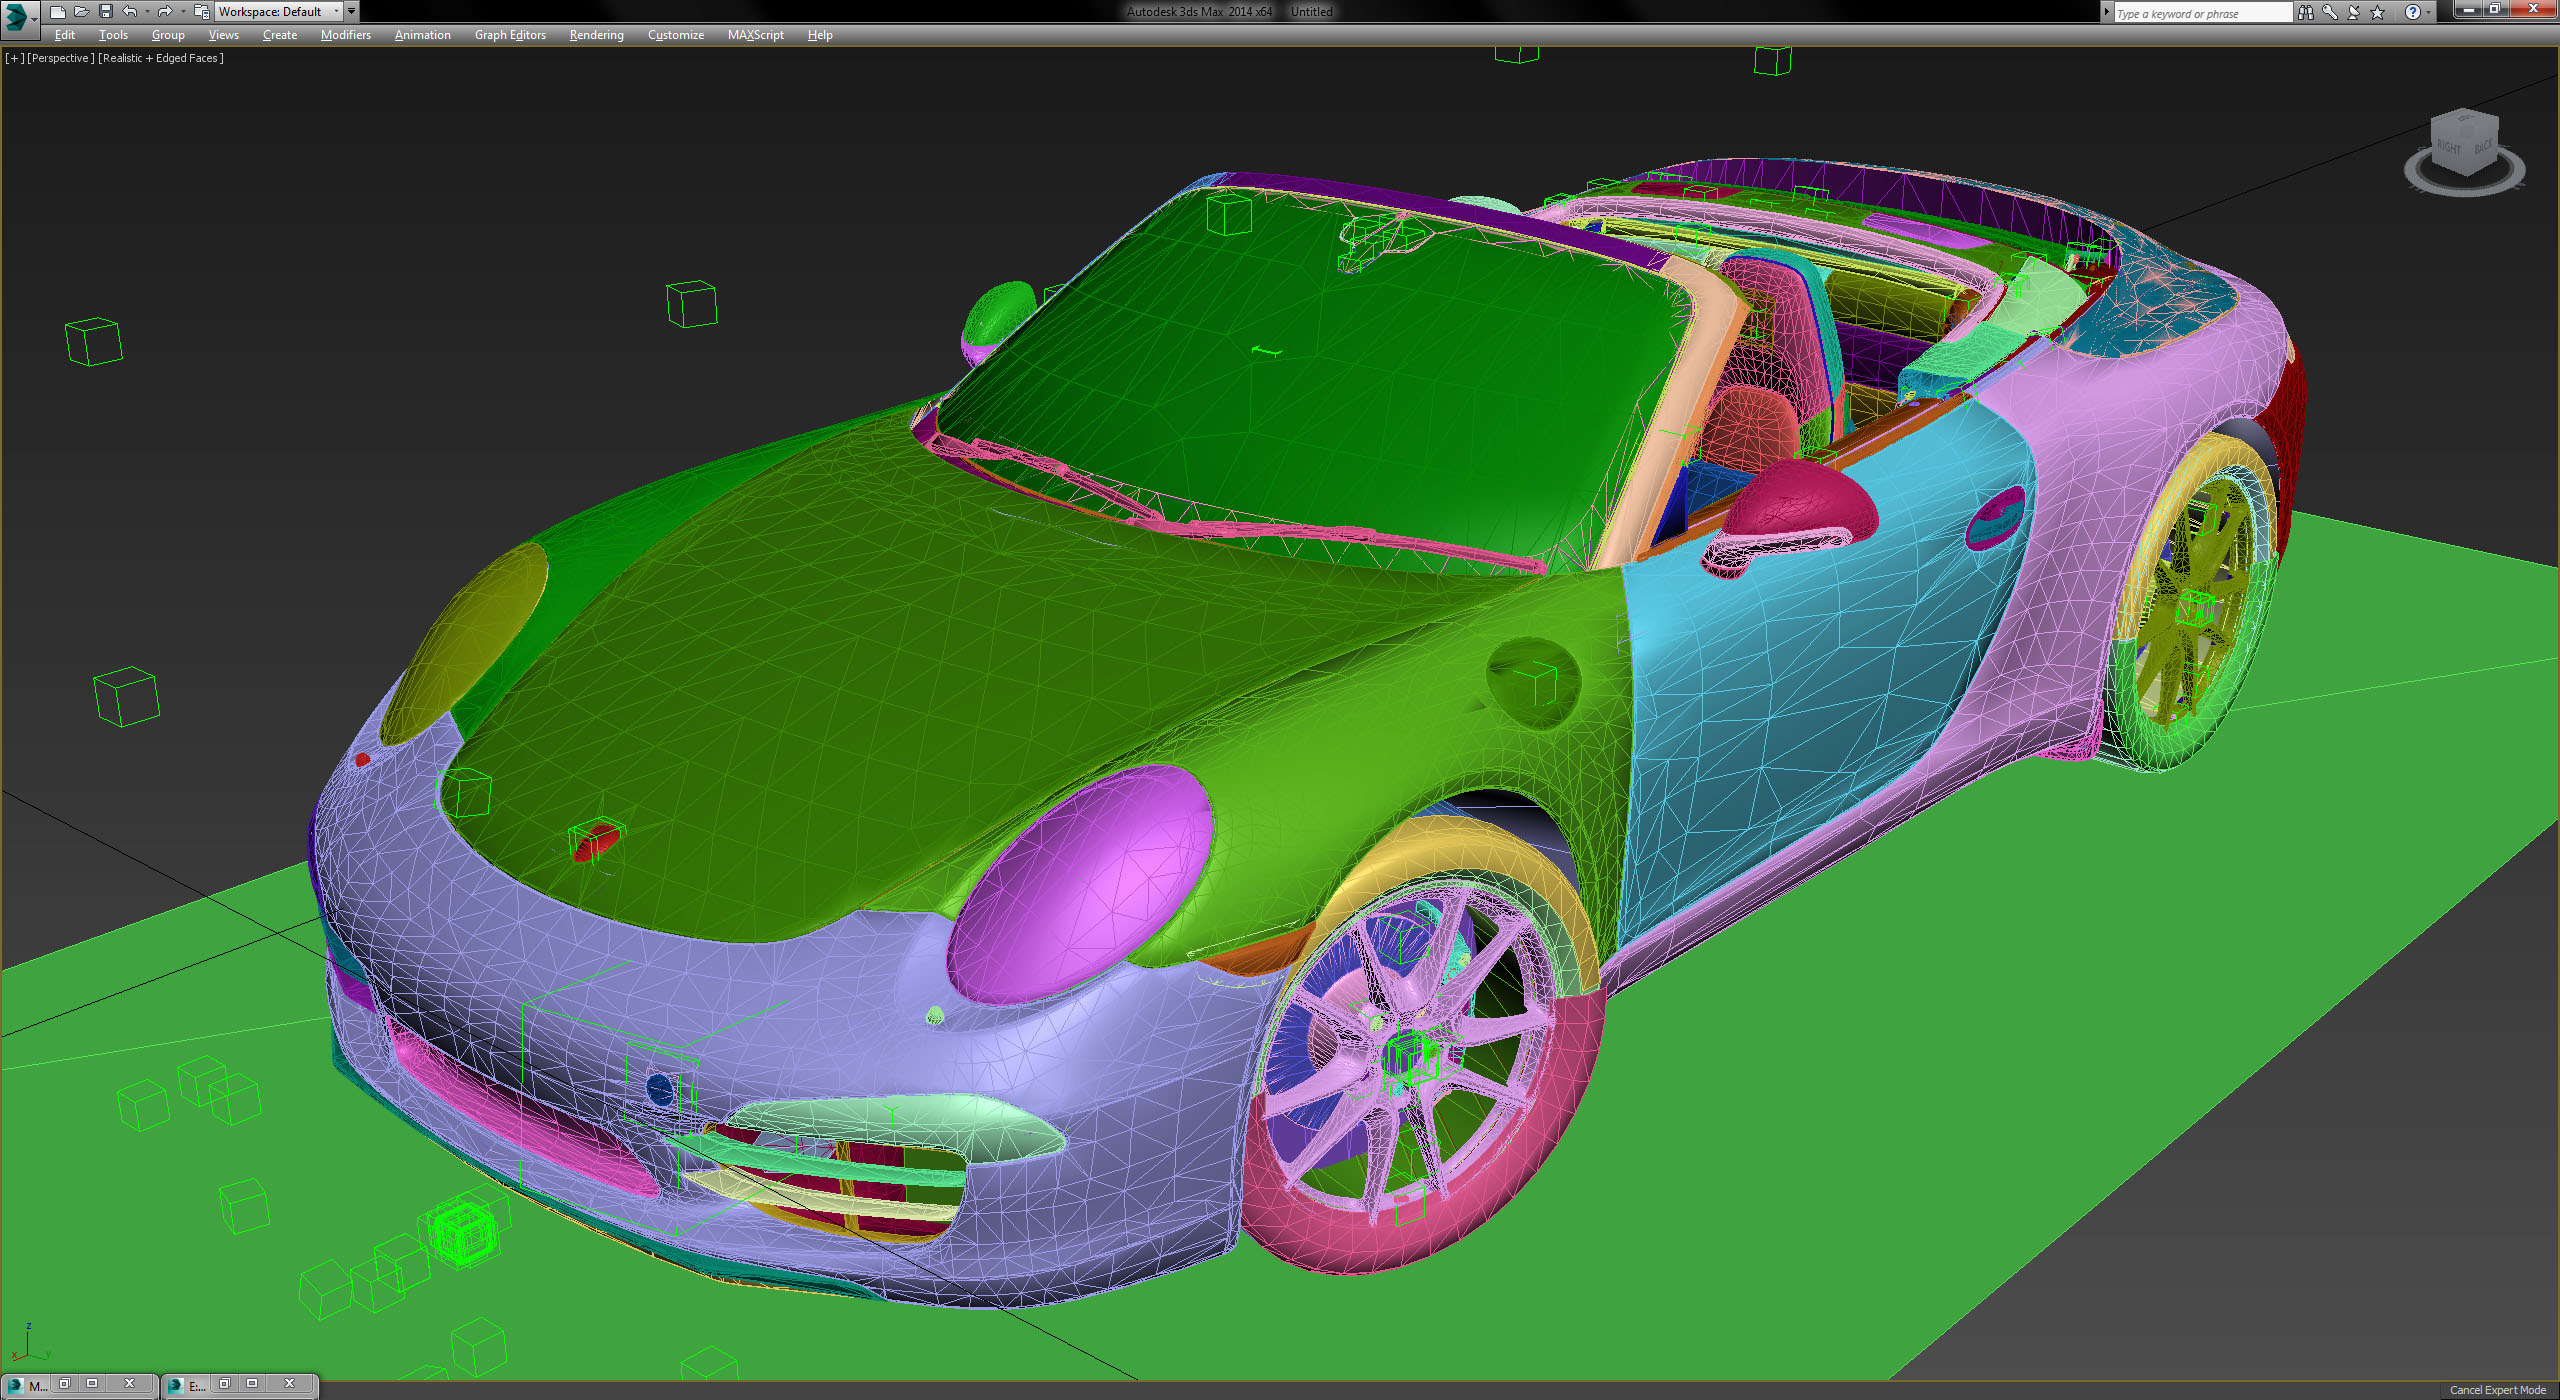 Workspace: Default
Autodesk 3ds Max 2014 x64 Untitled
Type a keyword or phrase
Edit Tools Group Views Create Modifiers Animation Graph Editors Rendering Customize MAXScript Help
[+] [Perspective] [Realistic + Edged Faces]
RIGHT BACK
z
x y
M... E:...
Cancel Expert Mode